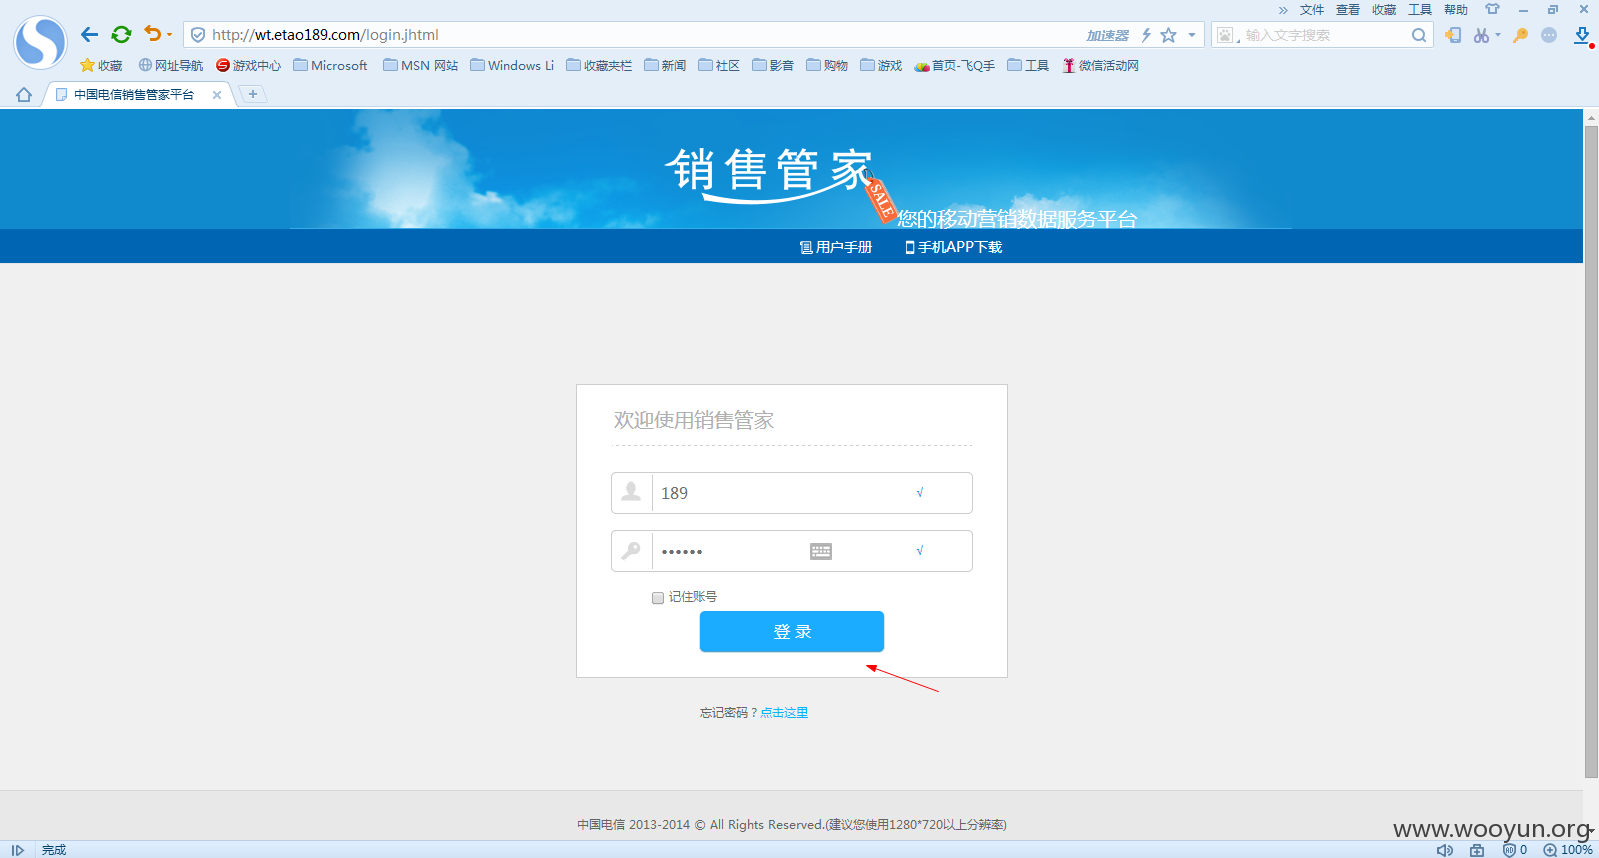 » 文件 查看 收藏 工具 帮助
http://wt.etao189.com/login.jhtml 加速器 输入文字搜索
收藏 网址导航 游戏中心 Microsoft MSN 网站 Windows Li 收藏夹栏 新闻 社区 影音 购物 游戏 首页-飞Q手 工具 微信活动网
中国电信销售管家平台
销售管家
SALE
您的移动营销数据服务平台
用户手册 手机APP下载
欢迎使用销售管家
189 √
•••••• √
记住账号
登 录
忘记密码？点击这里
中国电信 2013-2014 © All Rights Reserved.(建议您使用1280*720以上分辨率)
www.wooyun.org
完成 0 100%